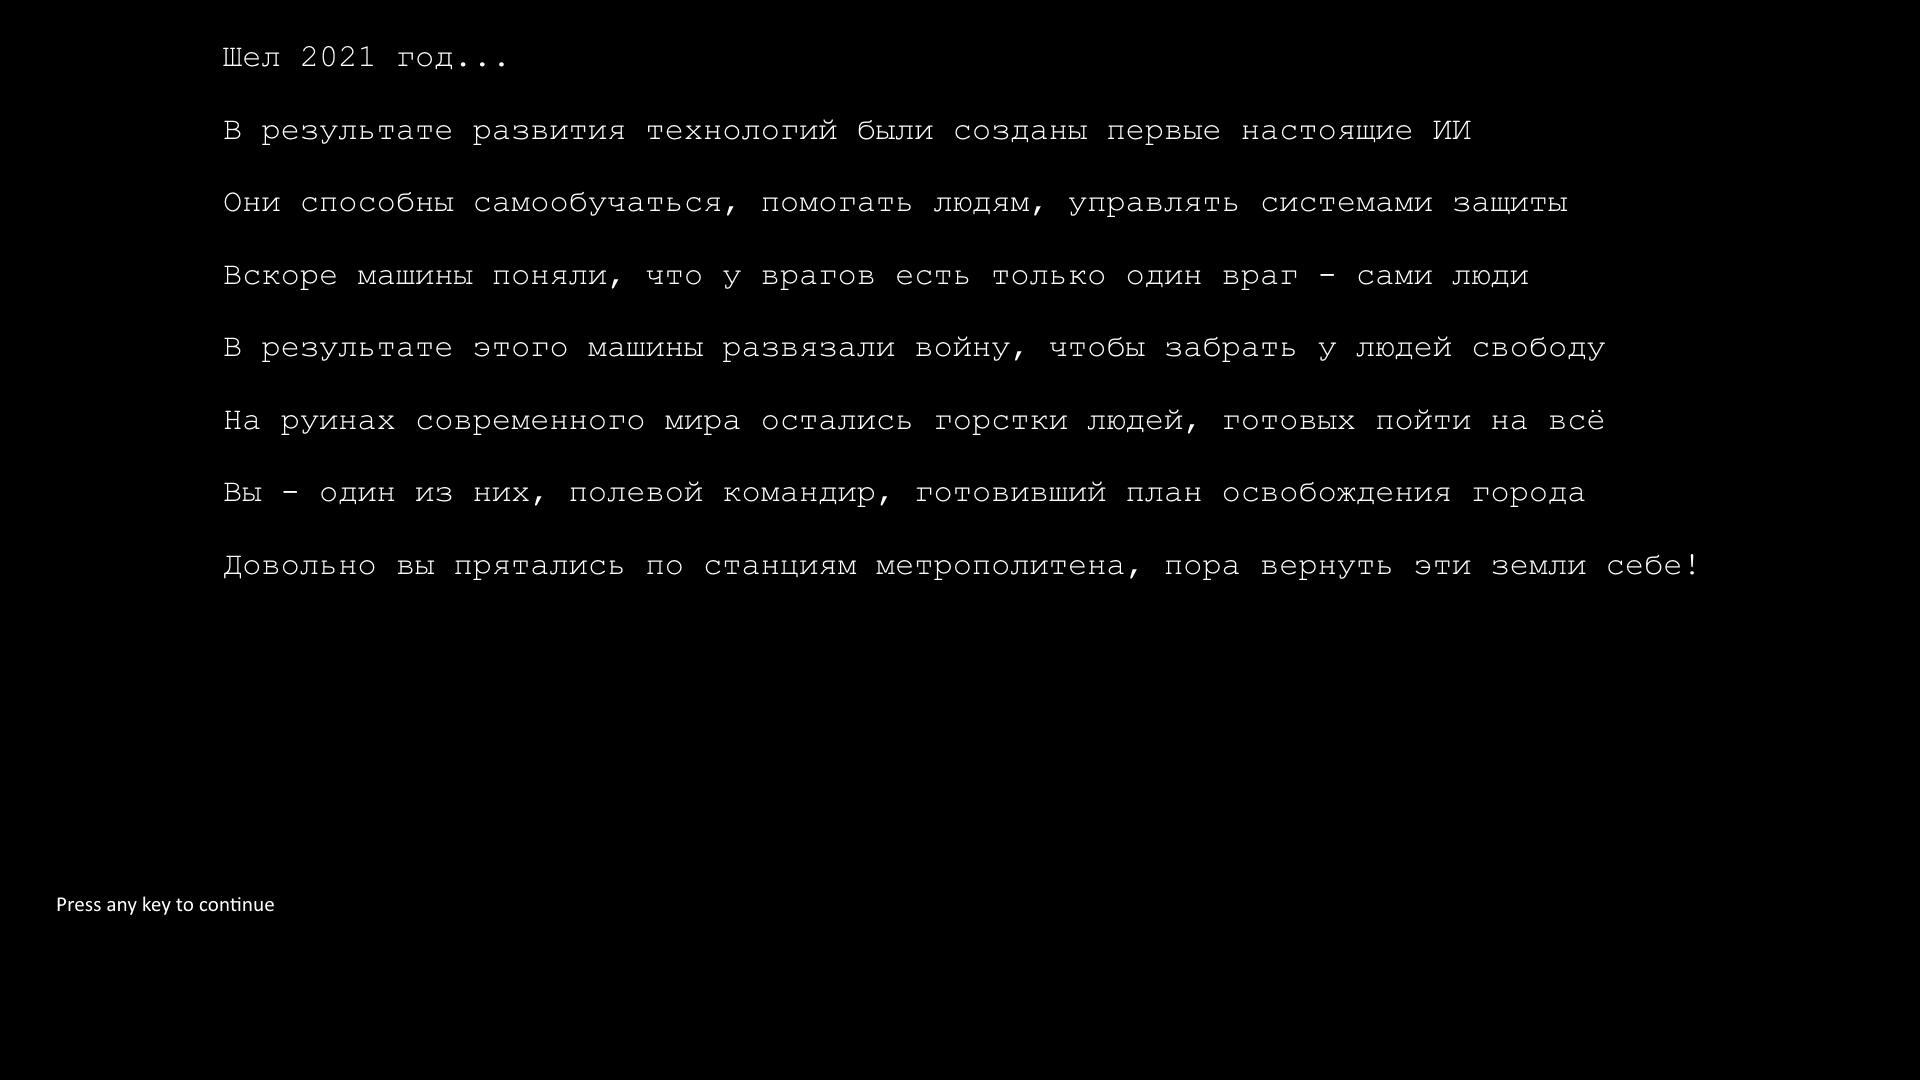 Шел 2021 год...
В результате развития технологий были созданы первые настоящие ИИ
Они способны самообучаться, помогать людям, управлять системами защиты
Вскоре машины поняли, что у врагов есть только один враг - сами люди
В результате этого машины развязали войну, чтобы забрать у людей свободу
На руинах современного мира остались горстки людей, готовых пойти на всё
Вы - один из них, полевой командир, готовивший план освобождения города
Довольно вы прятались по станциям метрополитена, пора вернуть эти земли себе!
Press any key to continue